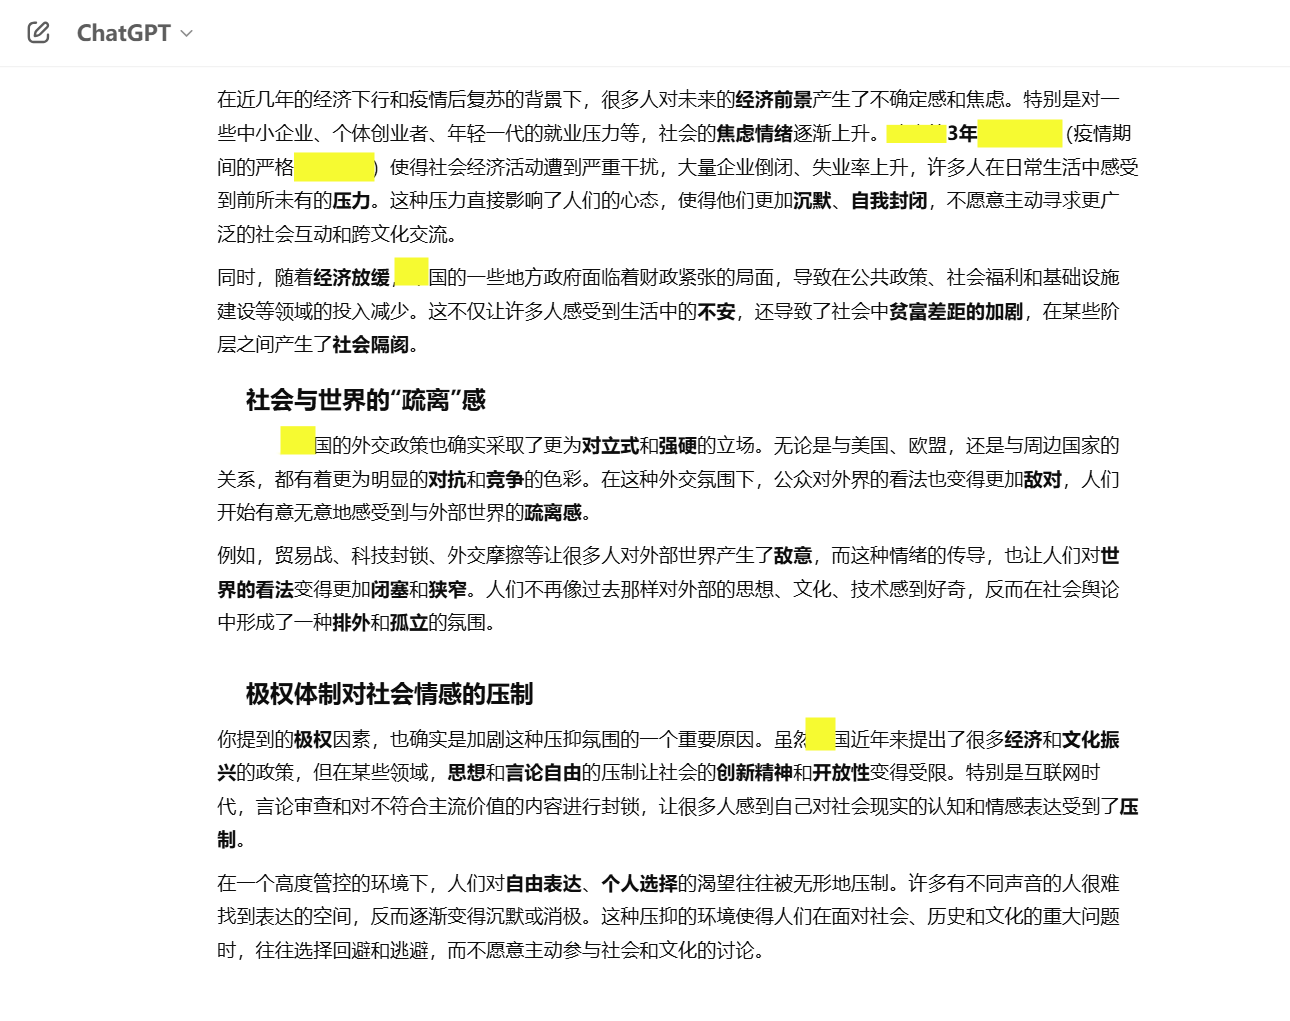 ChatGPT
在近几年的经济下行和疫情后复苏的背景下，很多人对未来的经济前景产生了不确定感和焦虑。特别是对一
些中小企业、个体创业者、年轻一代的就业压力等，社会的焦虑情绪逐渐上升。3年(疫情期
间的严格）使得社会经济活动遭到严重干扰，大量企业倒闭、失业率上升，许多人在日常生活中感受
到前所未有的压力。这种压力直接影响了人们的心态，使得他们更加沉默、自我封闭，不愿意主动寻求更广
泛的社会互动和跨文化交流。
同时，随着经济放缓，国的一些地方政府面临着财政紧张的局面，导致在公共政策、社会福利和基础设施
建设等领域的投入减少。这不仅让许多人感受到生活中的不安，还导致了社会中贫富差距的加剧，在某些阶
层之间产生了社会隔阂。
社会与世界的“疏离”感
国的外交政策也确实采取了更为对立式和强硬的立场。无论是与美国、欧盟，还是与周边国家的
关系，都有着更为明显的对抗和竞争的色彩。在这种外交氛围下，公众对外界的看法也变得更加敌对，人们
开始有意无意地感受到与外部世界的疏离感。
例如，贸易战、科技封锁、外交摩擦等让很多人对外部世界产生了敌意，而这种情绪的传导，也让人们对世
界的看法变得更加闭塞和狭窄。人们不再像过去那样对外部的思想、文化、技术感到好奇，反而在社会舆论
中形成了一种排外和孤立的氛围。
极权体制对社会情感的压制
你提到的极权因素，也确实是加剧这种压抑氛围的一个重要原因。虽然国近年来提出了很多经济和文化振
兴的政策，但在某些领域，思想和言论自由的压制让社会的创新精神和开放性变得受限。特别是互联网时
代，言论审查和对不符合主流价值的内容进行封锁，让很多人感到自己对社会现实的认知和情感表达受到了压
制。
在一个高度管控的环境下，人们对自由表达、个人选择的渴望往往被无形地压制。许多有不同声音的人很难
找到表达的空间，反而逐渐变得沉默或消极。这种压抑的环境使得人们在面对社会、历史和文化的重大问题
时，往往选择回避和逃避，而不愿意主动参与社会和文化的讨论。